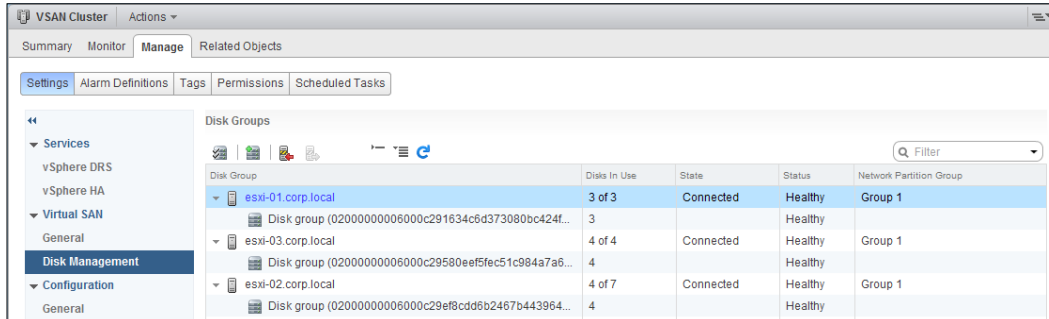 VSAN Cluster Actions
Summary Monitor Manage Related Objects
Settings Alarm Definitions Tags Permissions Scheduled Tasks
Disk Groups
Services
vSphere DRS
vSphere HA
Virtual SAN
General
Disk Management
Configuration
General
Filter
Disk Group Disks In Use State Status Network Partition Group
esxi-01.corp.local 3 of 3 Connected Healthy Group 1
Disk group (02000000006000c291634c6d373080bc424f... 3 Healthy
esxi-03.corp.local 4 of 4 Connected Healthy Group 1
Disk group (02000000006000c29580eef5fec51c984a7a6... 4 Healthy
esxi-02.corp.local 4 of 7 Connected Healthy Group 1
Disk group (02000000006000c29ef8cdd6b2467b443964... 4 Healthy